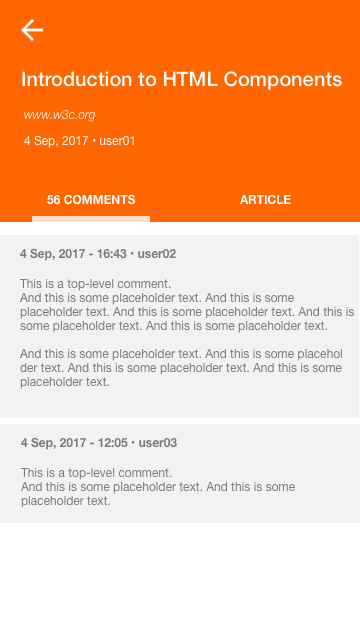 Introduction to HTML Components
www.w3c.org
4 Sep, 2017 • user01
56 COMMENTS
ARTICLE
4 Sep, 2017 - 16:43 • user02
This is a top-level comment.
And this is some placeholder text. And this is some
placeholder text. And this is some placeholder text. And this is
some placeholder text. And this is some placeholder text.
And this is some placeholder text. And this is some placehol
der text. And this is some placeholder text. And this is some
placeholder text.
4 Sep, 2017 - 12:05 • user03
This is a top-level comment.
And this is some placeholder text. And this is some
placeholder text.